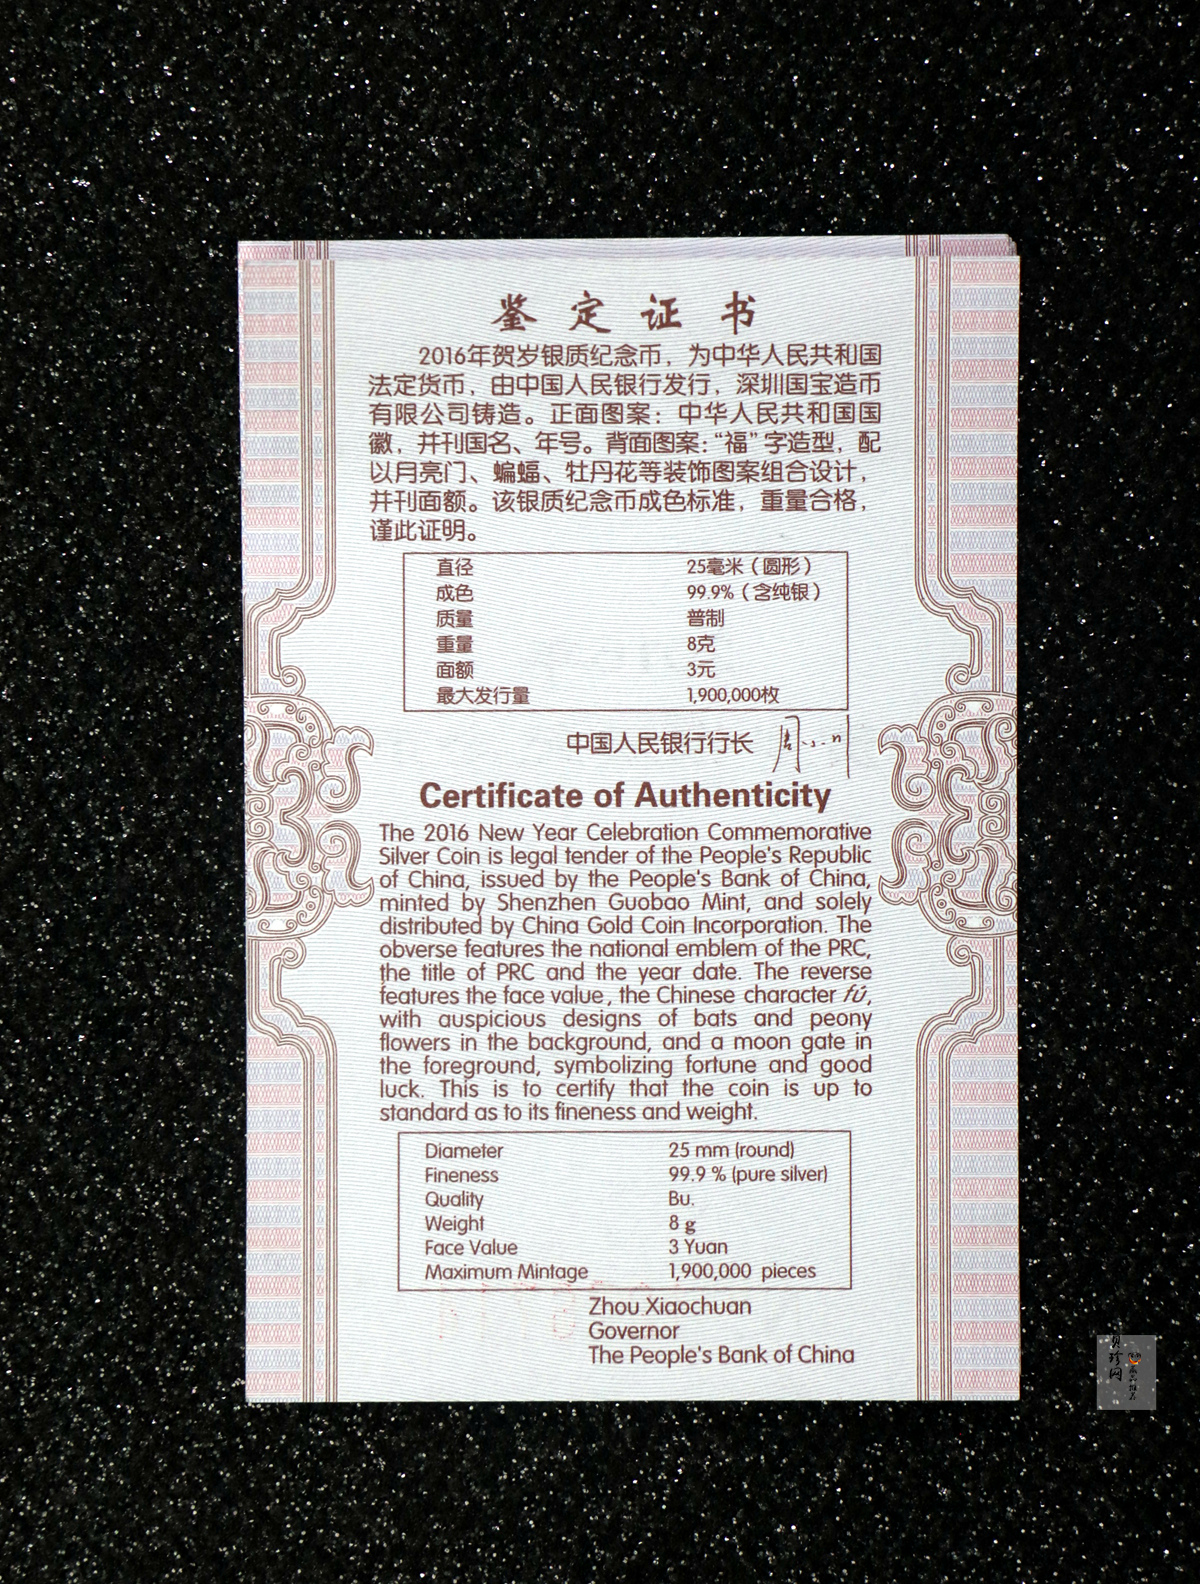 鉴定证书
2016年贺岁银质纪念币，为中华人民共和国
法定货币，由中国人民银行发行，深圳国宝造币
有限公司铸造。正面图案：中华人民共和国国
徽，并刊国名、年号。背面图案：“福”字造型，配
以月亮门、蝙蝠、牡丹花等装饰图案组合设计，
并刊面额。该银质纪念币成色标准，重量合格，
谨此证明。
直径 25毫米（圆形）
成色 99.9%（含纯银）
质量 普制
重量 8克
面额 3元
最大发行量 1,900,000枚
中国人民银行行长 周小川
Certificate of Authenticity
The 2016 New Year Celebration Commemorative
Silver Coin is legal tender of the People's Republic
of China, issued by the People's Bank of China,
minted by Shenzhen Guobao Mint, and solely
distributed by China Gold Coin Incorporation. The
obverse features the national emblem of the PRC,
the title of PRC and the year date. The reverse
features the face value, the Chinese character fú,
with auspicious designs of bats and peony
flowers in the background, and a moon gate in
the foreground, symbolizing fortune and good
luck. This is to certify that the coin is up to
standard as to its fineness and weight.
Diameter 25 mm (round)
Fineness 99.9 % (pure silver)
Quality Bu.
Weight 8 g
Face Value 3 Yuan
Maximum Mintage 1,900,000 pieces
Zhou Xiaochuan
Governor
The People's Bank of China